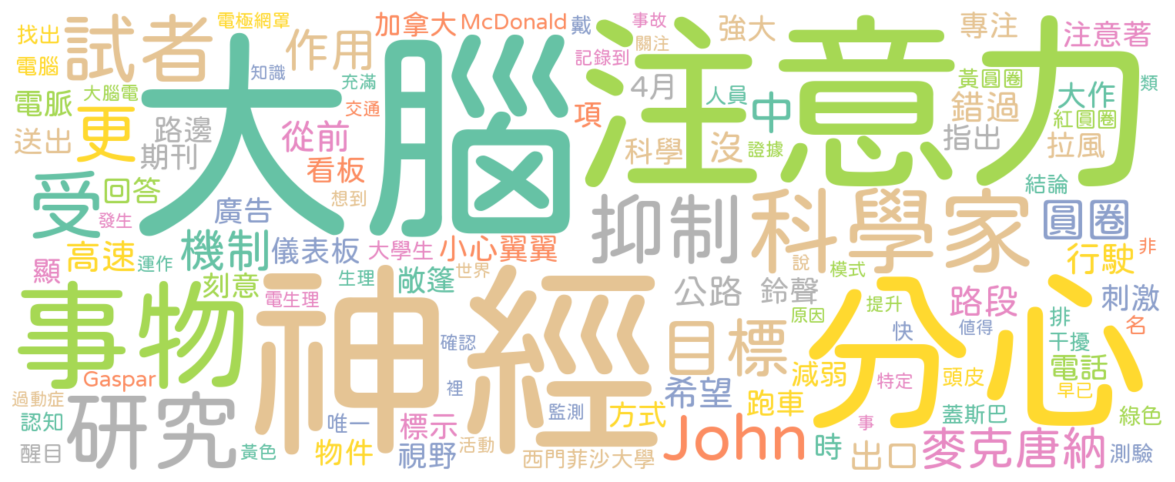 大腦
注意力
神經
分心
事物
科學家
試者
研究
抑制
目標
受
更
作用
機制
圓圈
John
麥克唐納
加拿大
McDonald
戴
事故
關注
記錄到
強大
專注
注意著
找出
電腦
電極網罩
知識
充滿
大腦電
交通
電脈
送出
路邊
期刊
從前
看板
項
4月
人員
中
黃圓圈
大作
類
紅圓圈
錯過
指出
拉風
科學
沒
證據
想到
回答
發生
廣告
儀表板
大學生
小心翼翼
結論
非
行駛
高速
運作
顯
刻意
電生理
生理
世界
敞篷
公路
鈴聲
說
模式
提升
路段
刺激
原因
快
值得
排
名
干擾
電話
早已
確認
裡
Gaspar
過動症
認知
醒目
黃色
唯一
物件
標示
視野
活動
監測
方式
希望
西門菲沙大學
減弱
跑車
特定
頭皮
事
時
出口
蓋斯巴
綠色
測驗